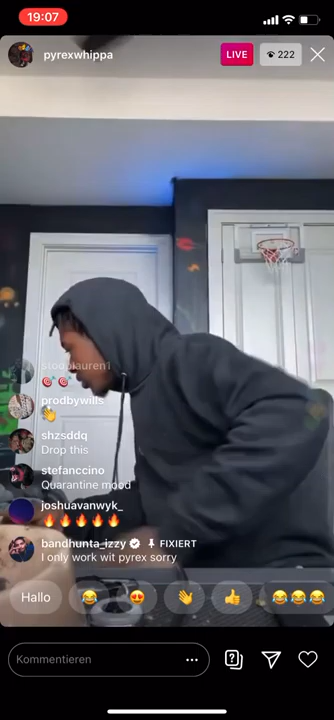 19:07
pyrexwhippa
LIVE
222
prodbywills
shzsddq
Drop this
stefanccino
Quarantine mood
joshuavanwyk_
bandhunta_izzy FIXIERT
I only work wit pyrex sorry
Hallo
Kommentieren